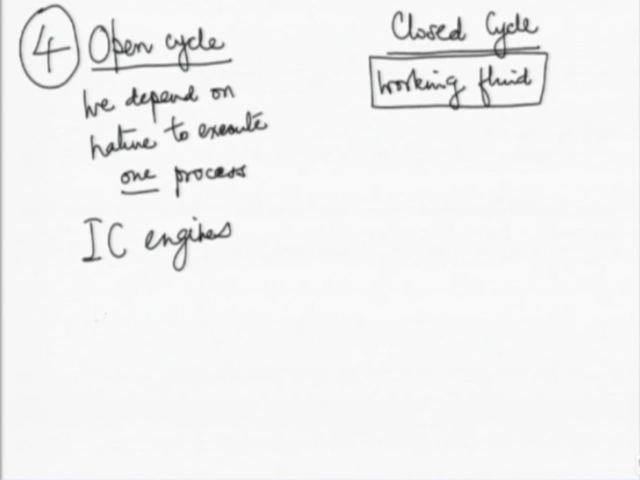 4 Open cycle
We depend on
nature to execute
one process
IC engines
Closed Cycle
Working fluid